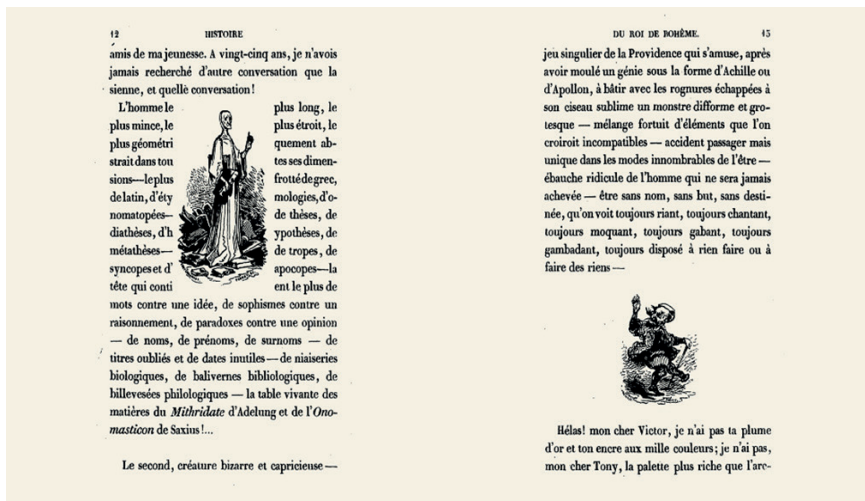 12 HISTOIRE
amis de ma jeunesse. A vingt-cinq ans, je n'avois
jamais recherché d'autre conversation que la
sienne, et quelle conversation!
L'homme le plus long, le
plus mince, le plus étroit, le
plus géométri quement ab-
strait dans tou tes ses dimen-
sions—le plus frotté de grec,
de latin, d'éty mologies, d'o-
nomatopées— de thèses, de
diathèses, d'h ypothèses, de
métathèses— de tropes, de
syncopes et d' apocopes—la
tête qui conti ent le plus de
mots contre une idée, de sophismes contre un
raisonnement, de paradoxes contre une opinion
— de noms, de prénoms, de surnoms — de
titres oubliés et de dates inutiles — de niaiseries
biologiques, de balivernes bibliologiques, de
billevesées philologiques — la table vivante des
matières du Mithridate d'Adelung et de l'Ono-
masticon de Saxius!...
Le second, créature bizarre et capricieuse —
DU ROI DE BOHÊME. 13
jeu singulier de la Providence qui s'amuse, après
avoir moulé un génie sous la forme d'Achille ou
d'Apollon, à bâtir avec les rognures échappées à
son ciseau sublime un monstre difforme et gro-
tesque — mélange fortuit d'éléments que l'on
croiroit incompatibles — accident passager mais
unique dans les modes innombrables de l'être —
ébauche ridicule de l'homme qui ne sera jamais
achevée — être sans nom, sans but, sans desti-
née, qu'on voit toujours riant, toujours chantant,
toujours moquant, toujours gabant, toujours
gambadant, toujours disposé à rien faire ou à
faire des riens —
Hélas! mon cher Victor, je n'ai pas ta plume
d'or et ton encre aux mille couleurs; je n'ai pas,
mon cher Tony, la palette plus riche que l'arc-